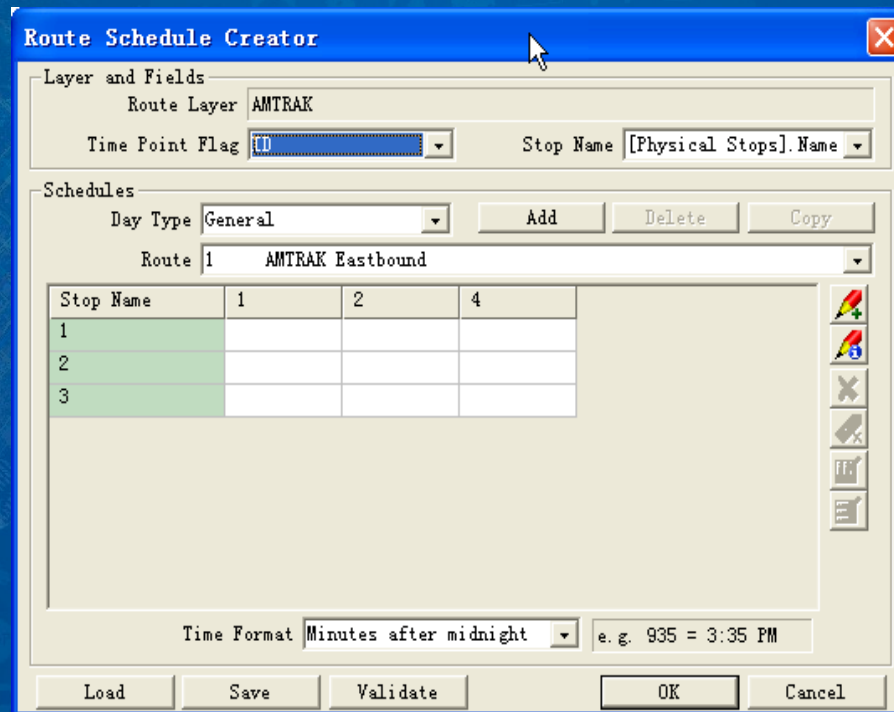 Route Schedule Creator
Layer and Fields
Route Layer AMTRAK
Time Point Flag ID Stop Name [Physical Stops].Name
Schedules
Day Type General Add Delete Copy
Route 1 AMTRAK Eastbound
Stop Name 1 2 4
1
2
3
Time Format Minutes after midnight e.g. 935 = 3:35 PM
Load Save Validate OK Cancel